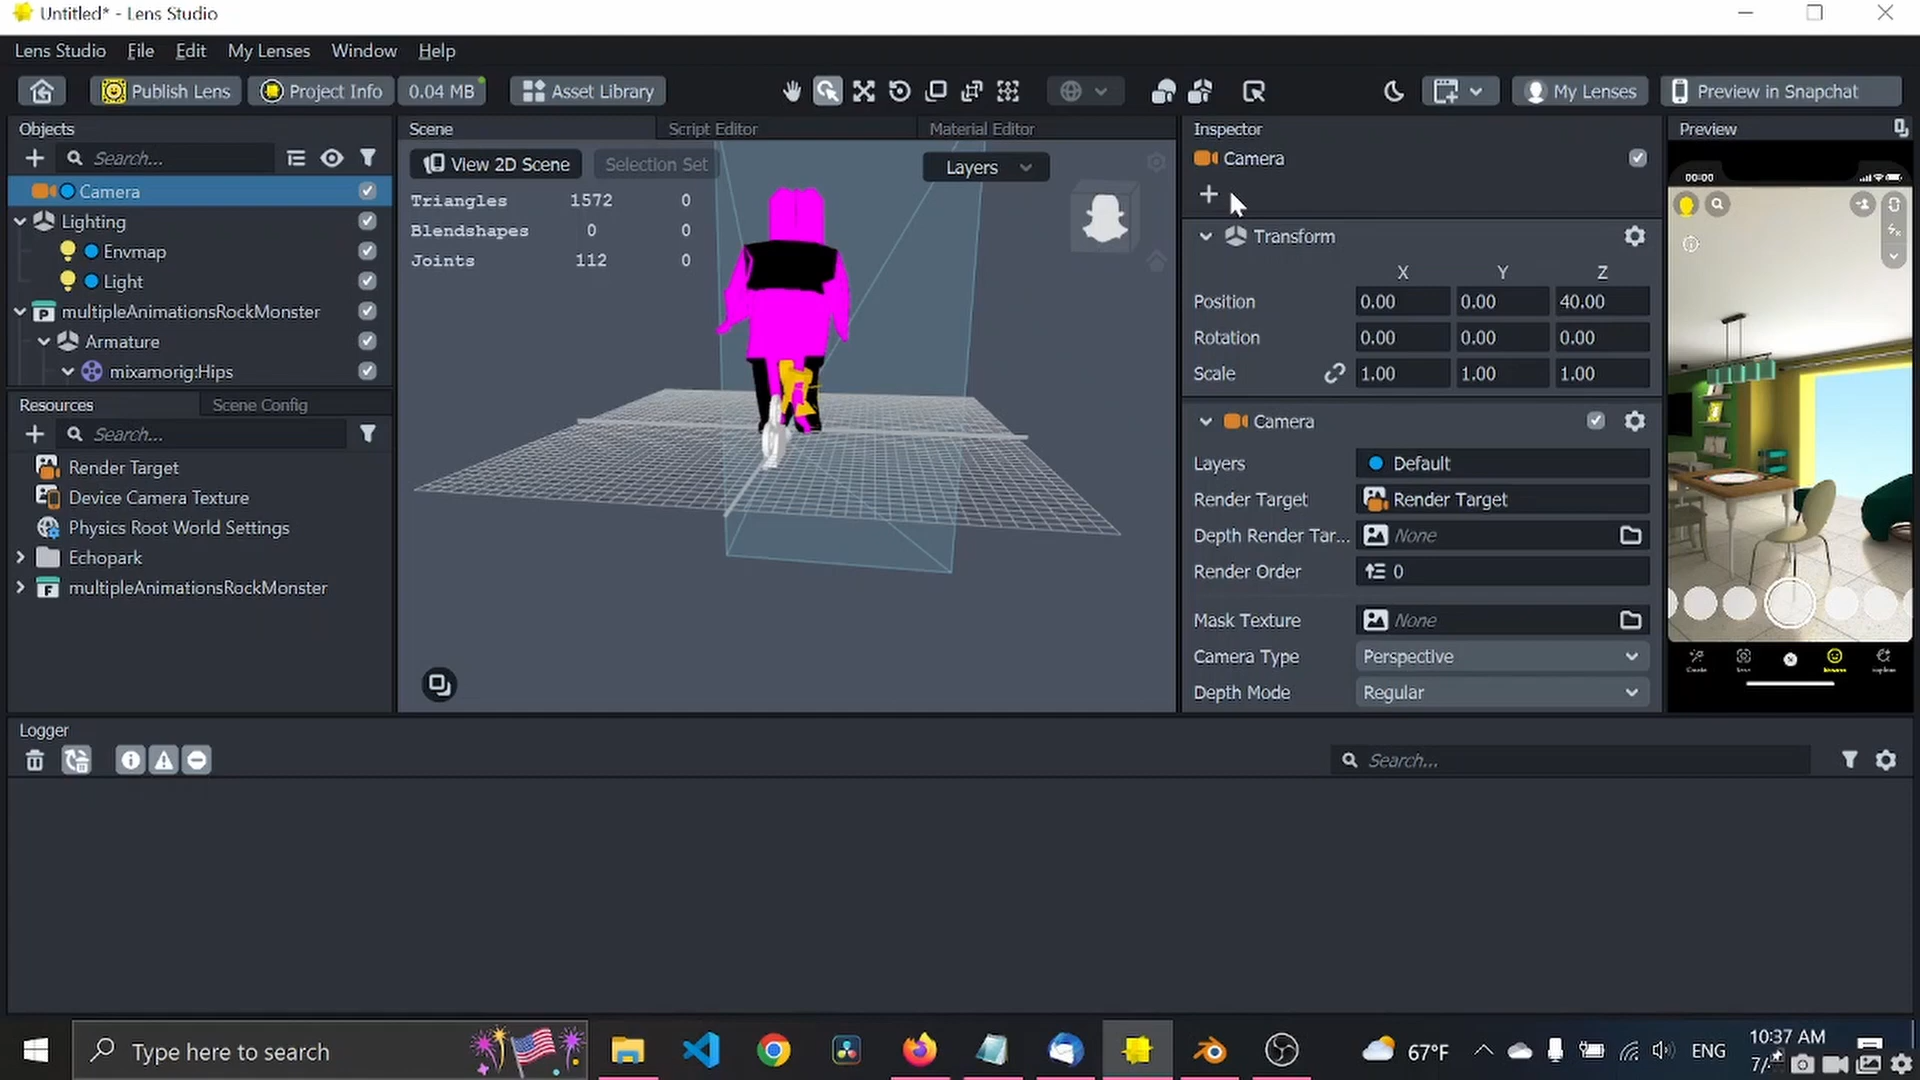 Untitled* - Lens Studio
Lens Studio File Edit My Lenses Window Help
Publish Lens Project Info 0.04 MB Asset Library My Lenses Preview in Snapchat
Objects
Search...
Camera
Lighting
Envmap
Light
multipleAnimationsRockMonster
Armature
mixamorig:Hips
Resources Scene Config
Search...
Render Target
Device Camera Texture
Physics Root World Settings
Echopark
multipleAnimationsRockMonster
Scene Script Editor Material Editor
View 2D Scene Selection Set Layers
Triangles 1572 0
Blendshapes 0 0
Joints 112 0
Inspector
Camera
Transform
X Y Z
Position 0.00 0.00 40.00
Rotation 0.00 0.00 0.00
Scale 1.00 1.00 1.00
Camera
Layers Default
Render Target Render Target
Depth Render Tar... None
Render Order 0
Mask Texture None
Camera Type Perspective
Depth Mode Regular
Preview
00:00
Logger
Search...
Type here to search
67°F ENG
10:37 AM
7/